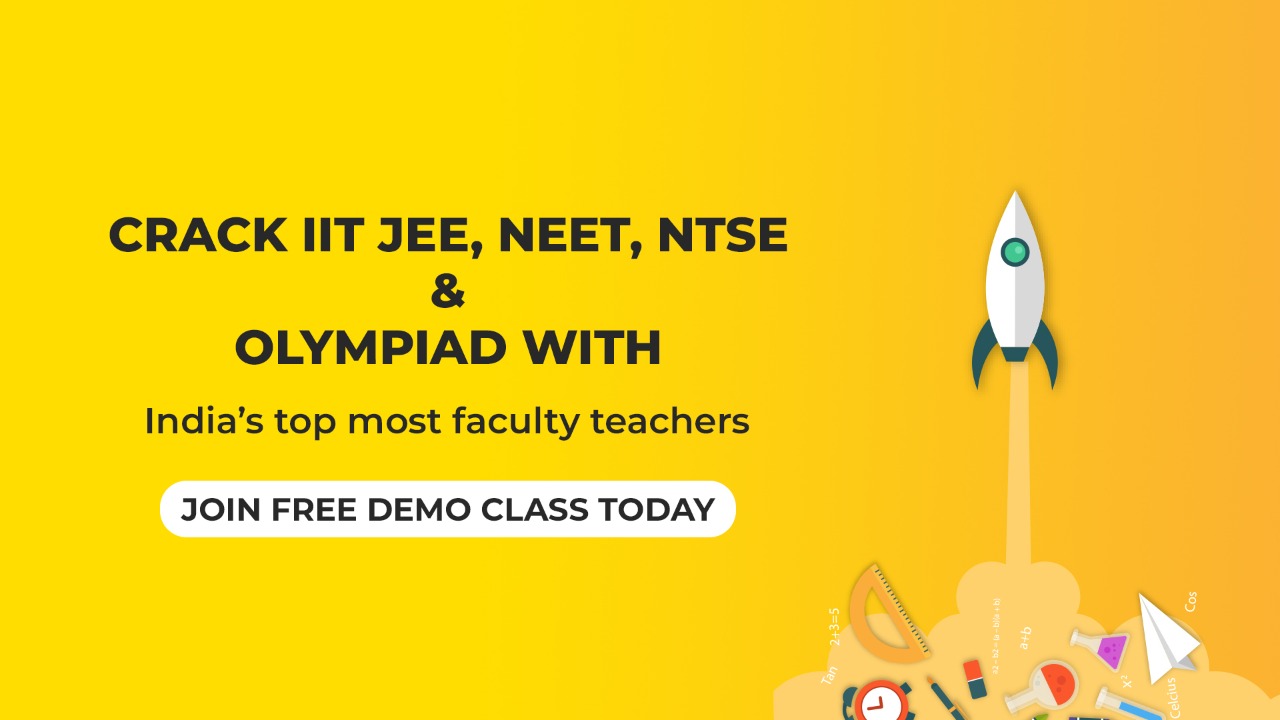 CRACK IIT JEE, NEET, NTSE
&
OLYMPIAD WITH
India’s top most faculty teachers
JOIN FREE DEMO CLASS TODAY
2+3=5
Tan
a+b
x²
Cos
Celcius